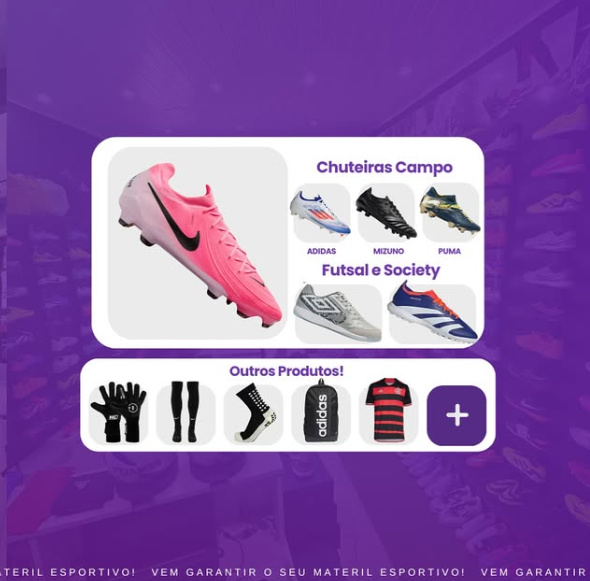 Chuteiras Campo
ADIDAS MIZUNO PUMA
Futsal e Society
Outros Produtos!
adidas
ATERIL ESPORTIVO! VEM GARANTIR O SEU MATERIL ESPORTIVO! VEM GARANTIR